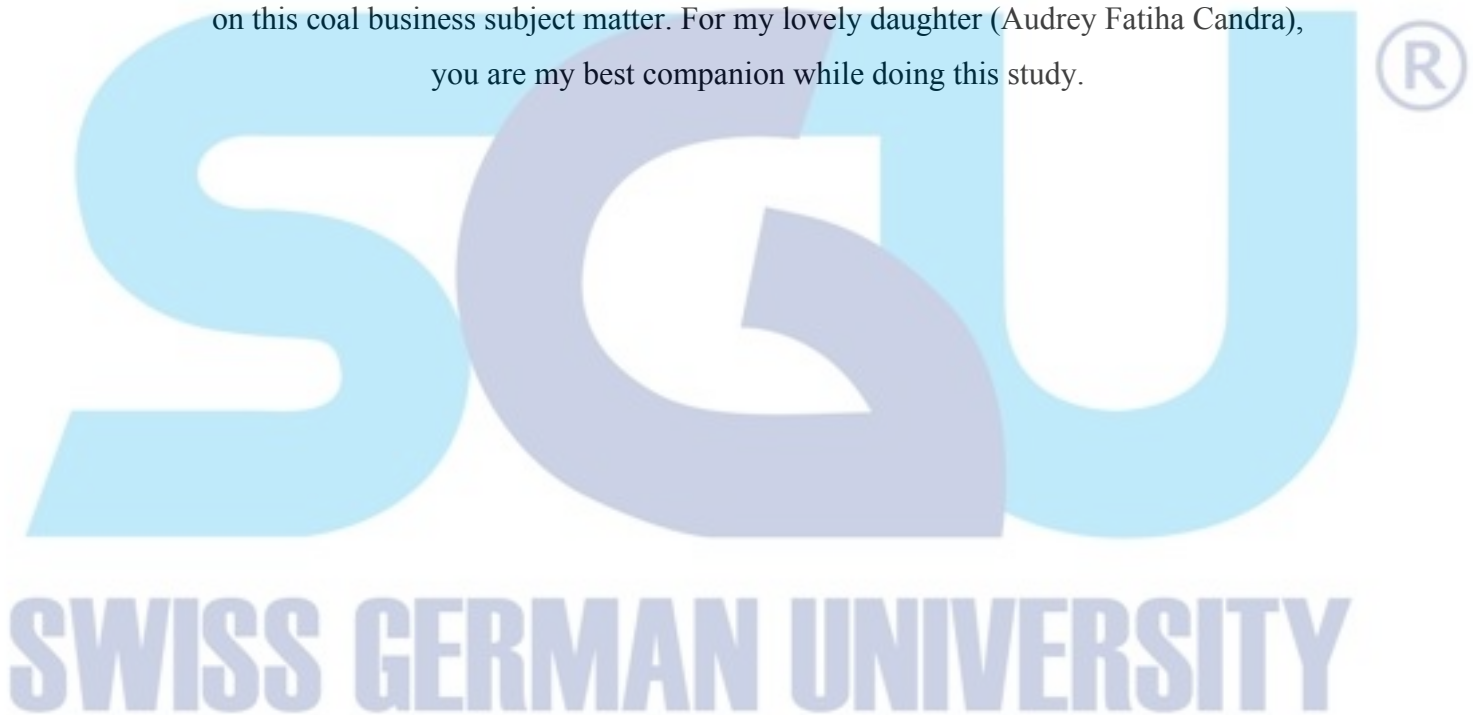 on this coal business subject matter. For my lovely daughter (Audrey Fatiha Candra),
you are my best companion while doing this study.
SGU
®
SWISS GERMAN UNIVERSITY